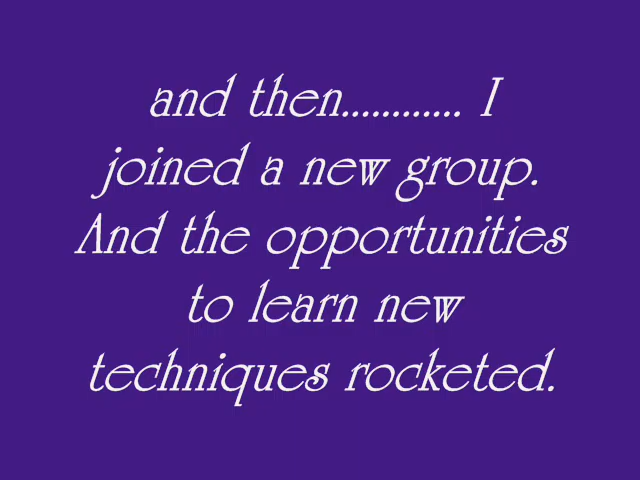 and then............ I
joined a new group.
And the opportunities
to learn new
techniques rocketed.